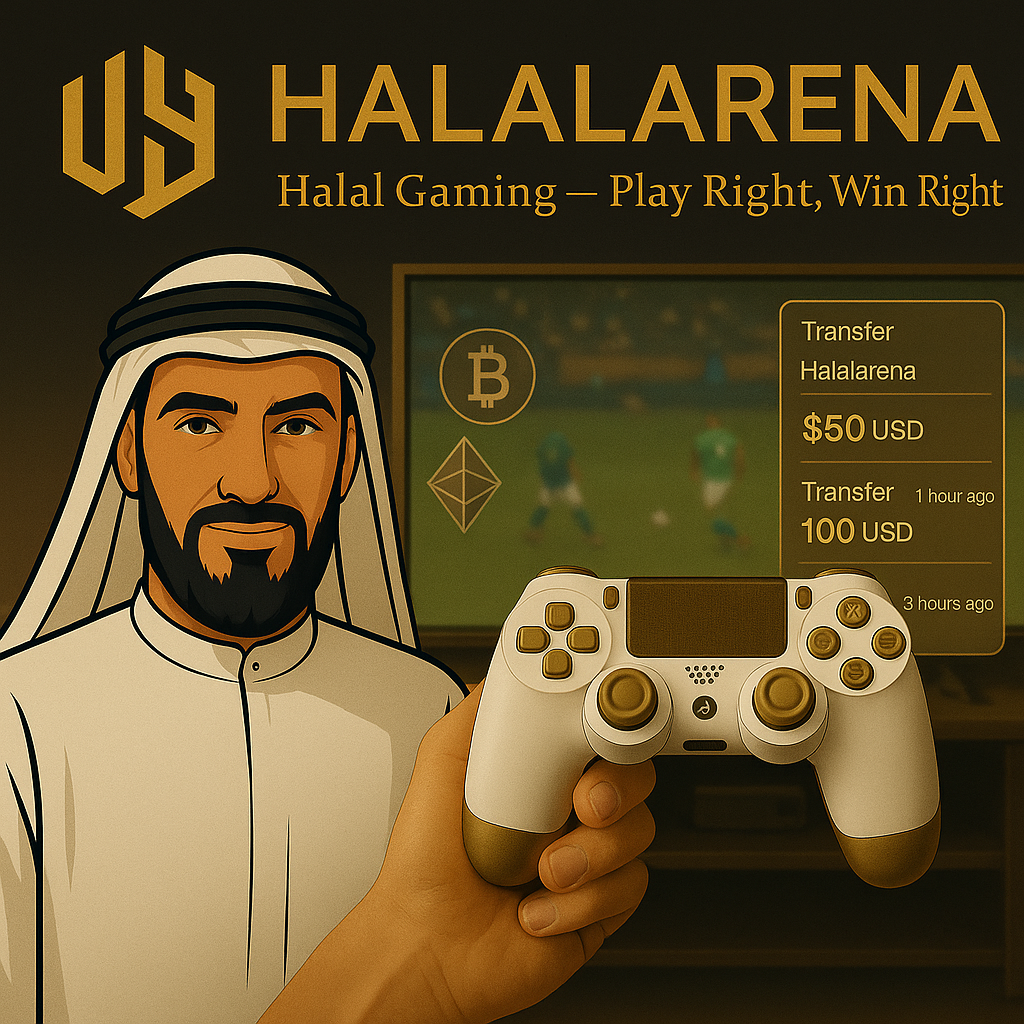 HALALARENA
Halal Gaming – Play Right, Win Right
Transfer
Halalarena
$50 USD
Transfer 1 hour ago
100 USD
3 hours ago